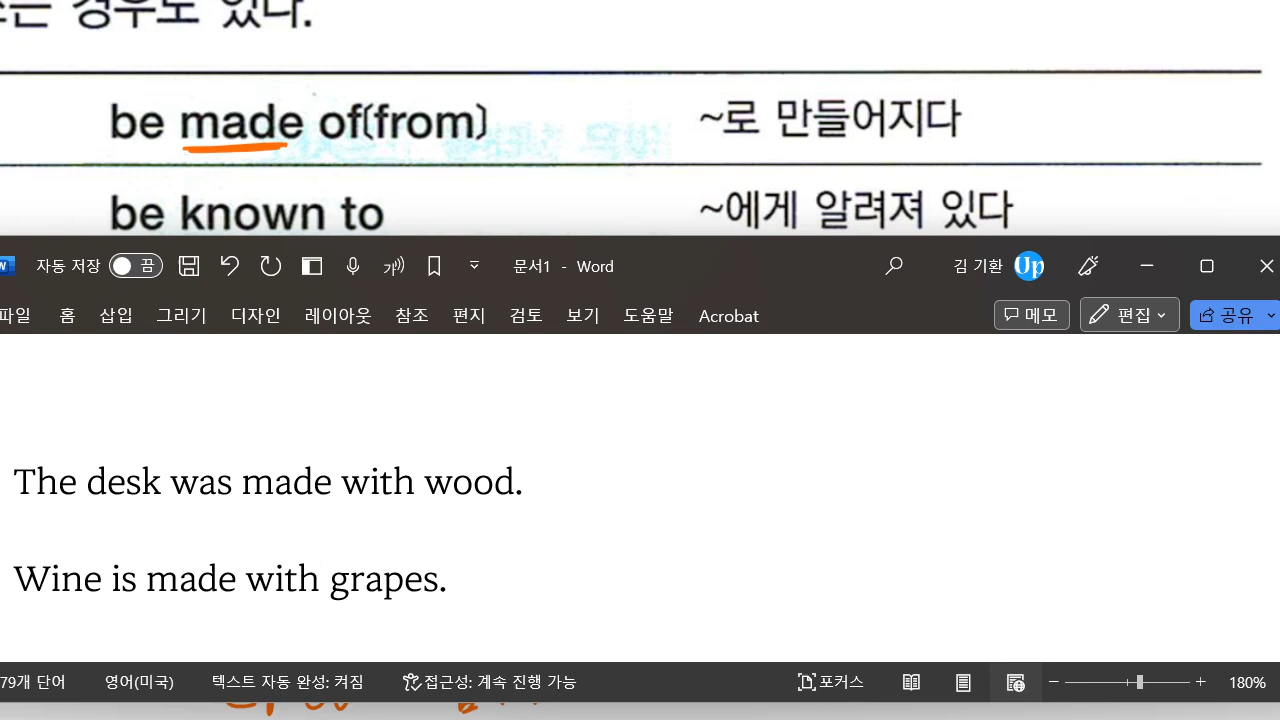 는 경우도 있다.
be made of(from) ~로 만들어지다
be known to ~에게 알려져 있다
자동 저장 끔 가 문서1 - Word 김 기환 Up
파일 홈 삽입 그리기 디자인 레이아웃 참조 편지 검토 보기 도움말 Acrobat 메모 편집 공유
The desk was made with wood.
Wine is made with grapes.
79개 단어 영어(미국) 텍스트 자동 완성: 켜짐 접근성: 계속 진행 가능 포커스 180%